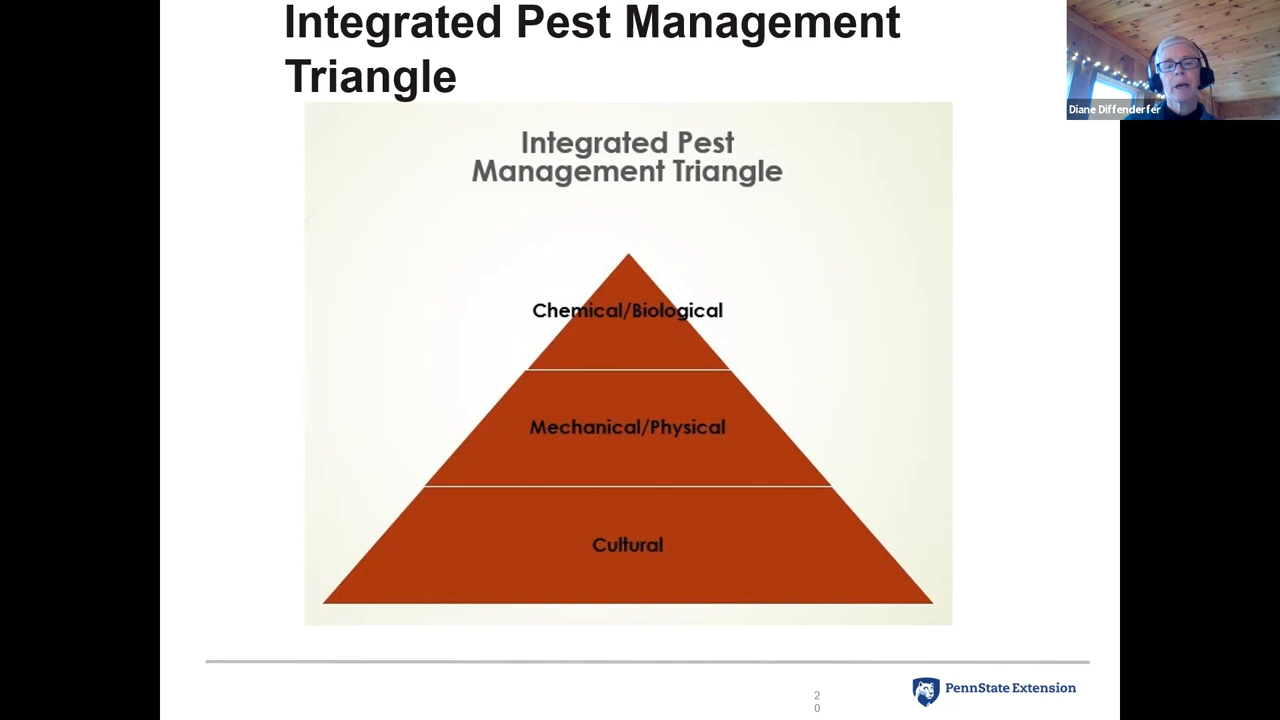 Integrated Pest Management
Triangle
Diane Diffenderfer
Integrated Pest
Management Triangle
Chemical/Biological
Mechanical/Physical
Cultural
2
0
PennState Extension